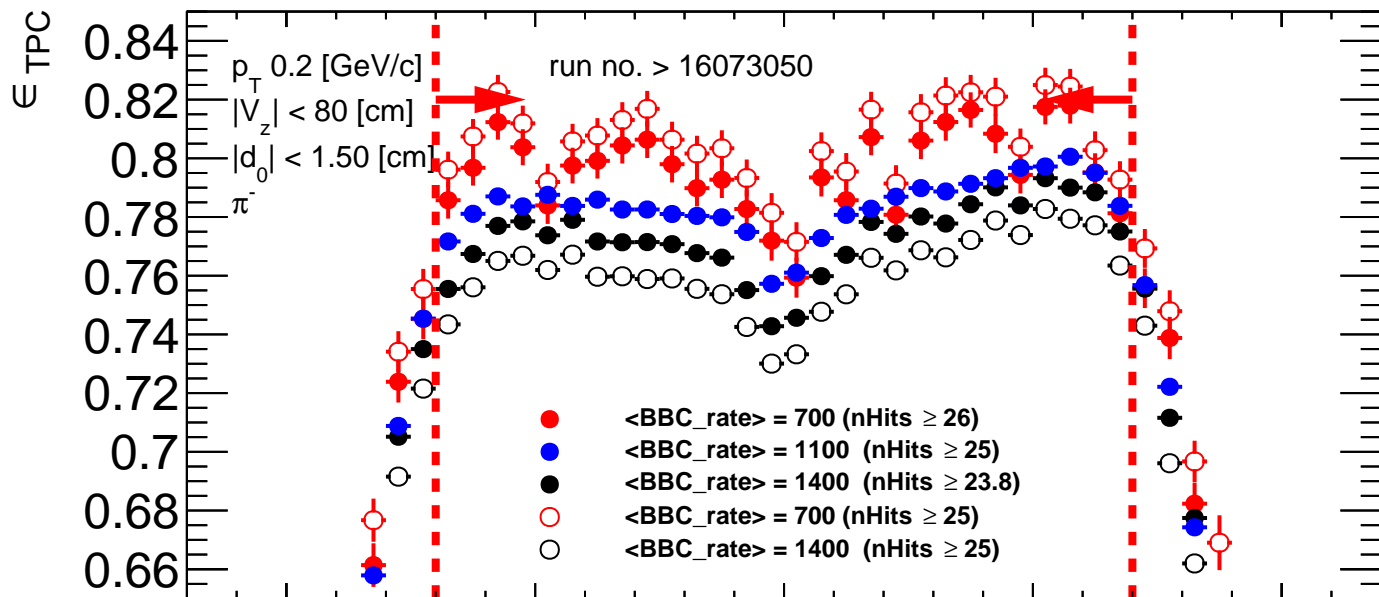 ∈ TPC
0.84
0.82
0.8
0.78
0.76
0.74
0.72
0.7
0.68
0.66
p_T 0.2 [GeV/c]
|V_z| < 80 [cm]
|d_0| < 1.50 [cm]
π^-
run no. > 16073050
<BBC_rate> = 700 (nHits ≥ 26)
<BBC_rate> = 1100 (nHits ≥ 25)
<BBC_rate> = 1400 (nHits ≥ 23.8)
<BBC_rate> = 700 (nHits ≥ 25)
<BBC_rate> = 1400 (nHits ≥ 25)